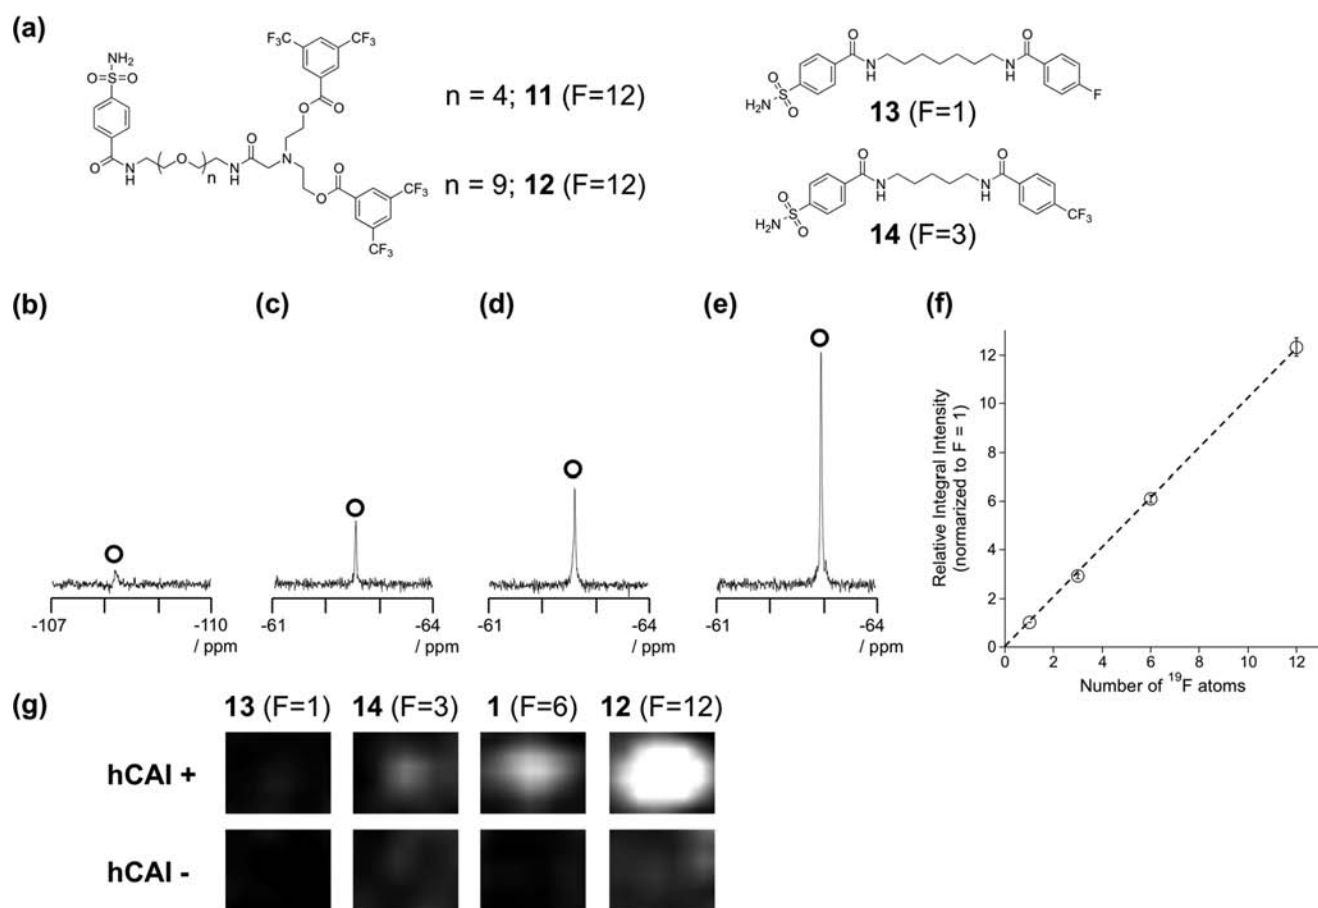 (a)
NH2
O=S=O
O
N
H
O
n
N
H
O
N
O
O
F3C
CF3
O
O
CF3
CF3
n = 4; 11 (F=12)
n = 9; 12 (F=12)
O
N
H
N
H
O
F
O
S
O
H2N
13 (F=1)
O
N
H
N
H
O
CF3
O
S
O
H2N
14 (F=3)
(b)
(c)
(d)
(e)
(f)
-107 -110
/ ppm
-61 -64
/ ppm
-61 -64
/ ppm
-61 -64
/ ppm
Relative Integral Intensity
(normarized to F = 1)
12
10
8
6
4
2
0
0 2 4 6 8 10 12
Number of 19F atoms
(g)
13 (F=1) 14 (F=3) 1 (F=6) 12 (F=12)
hCAI +
hCAI -